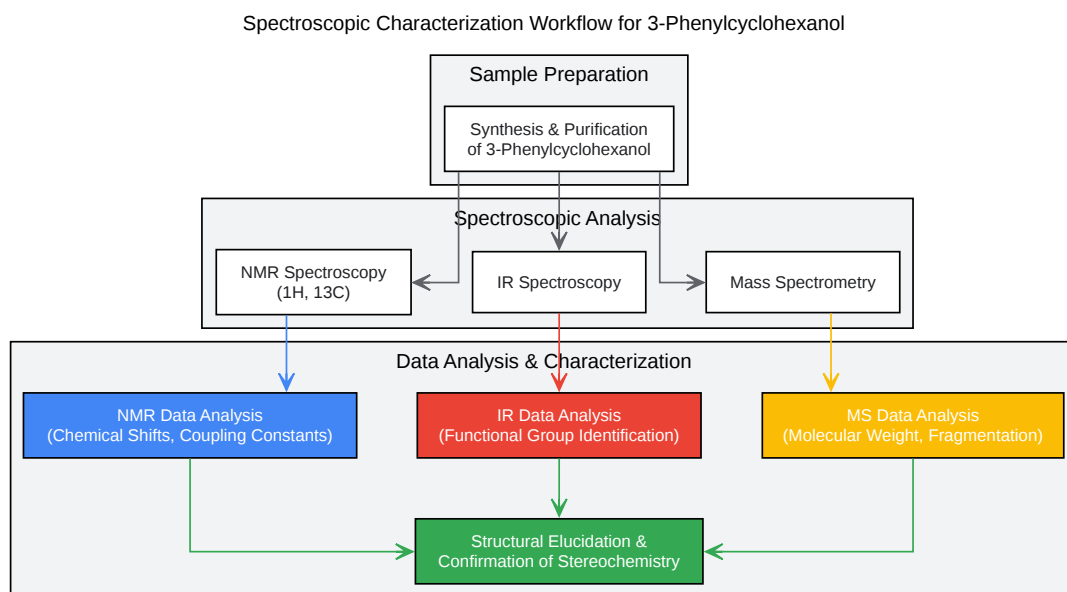 Spectroscopic Characterization Workflow for 3-Phenylcyclohexanol
Sample Preparation
Synthesis & Purification
of 3-Phenylcyclohexanol
Spectroscopic Analysis
NMR Spectroscopy
(1H, 13C)
IR Spectroscopy
Mass Spectrometry
Data Analysis & Characterization
NMR Data Analysis
(Chemical Shifts, Coupling Constants)
IR Data Analysis
(Functional Group Identification)
MS Data Analysis
(Molecular Weight, Fragmentation)
Structural Elucidation &
Confirmation of Stereochemistry